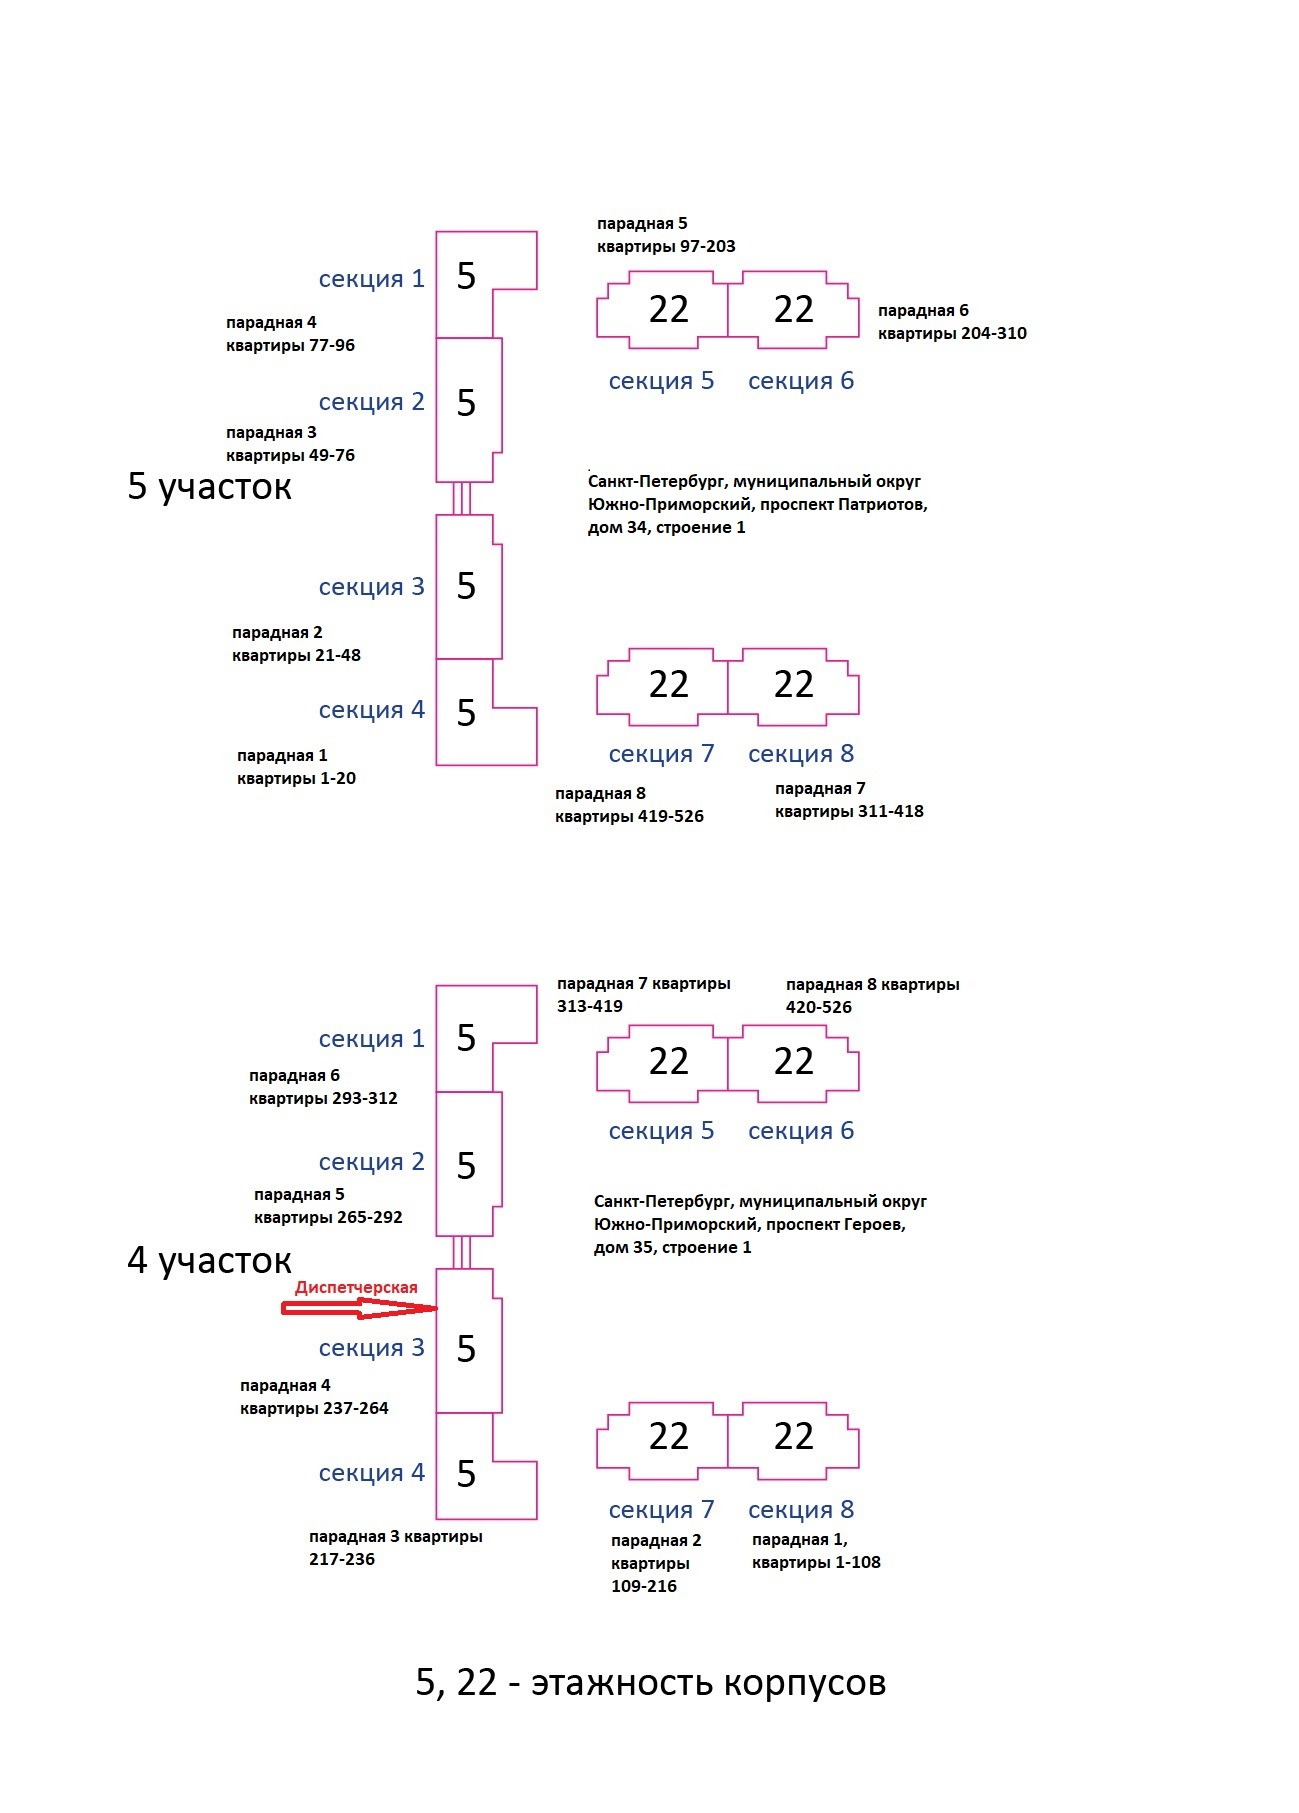 парадная 5
квартиры 97-203
секция 1
5
22
22
парадная 6
квартиры 204-310
парадная 4
квартиры 77-96
секция 5
секция 6
секция 2
5
парадная 3
квартиры 49-76
5 участок
Санкт-Петербург, муниципальный округ
Южно-Приморский, проспект Патриотов,
дом 34, строение 1
секция 3
5
парадная 2
квартиры 21-48
22
22
секция 4
5
секция 7
секция 8
парадная 1
квартиры 1-20
парадная 8
квартиры 419-526
парадная 7
квартиры 311-418
парадная 7 квартиры
313-419
парадная 8 квартиры
420-526
секция 1
5
22
22
парадная 6
квартиры 293-312
секция 5
секция 6
секция 2
5
парадная 5
квартиры 265-292
Санкт-Петербург, муниципальный округ
Южно-Приморский, проспект Героев,
дом 35, строение 1
4 участок
Диспетчерская
секция 3
5
парадная 4
квартиры 237-264
22
22
секция 4
5
секция 7
секция 8
парадная 3 квартиры
217-236
парадная 2
квартиры
109-216
парадная 1,
квартиры 1-108
5, 22 - этажность корпусов